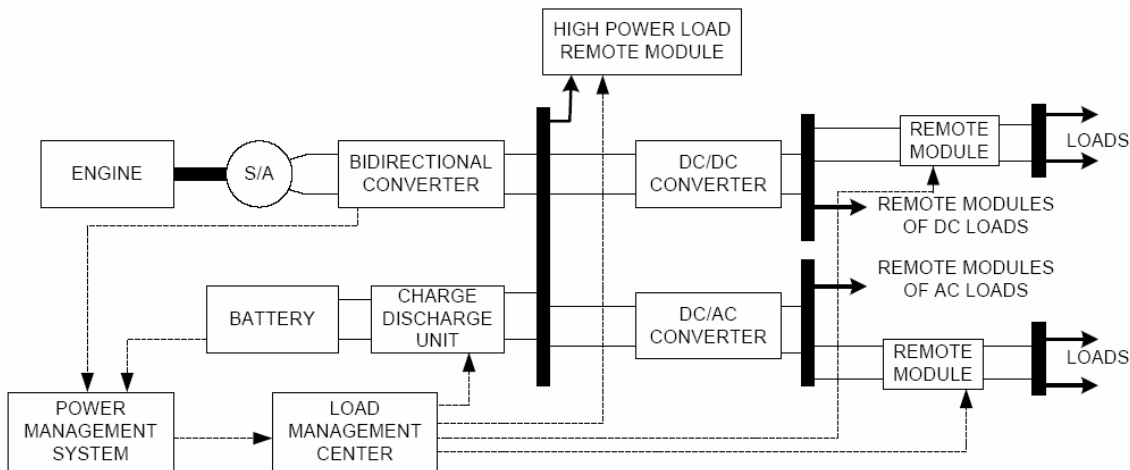 HIGH POWER LOAD
REMOTE MODULE
ENGINE
S/A
BIDIRECTIONAL
CONVERTER
DC/DC
CONVERTER
REMOTE
MODULE
LOADS
REMOTE MODULES
OF DC LOADS
REMOTE MODULES
OF AC LOADS
BATTERY
CHARGE
DISCHARGE
UNIT
DC/AC
CONVERTER
REMOTE
MODULE
LOADS
POWER
MANAGEMENT
SYSTEM
LOAD
MANAGEMENT
CENTER